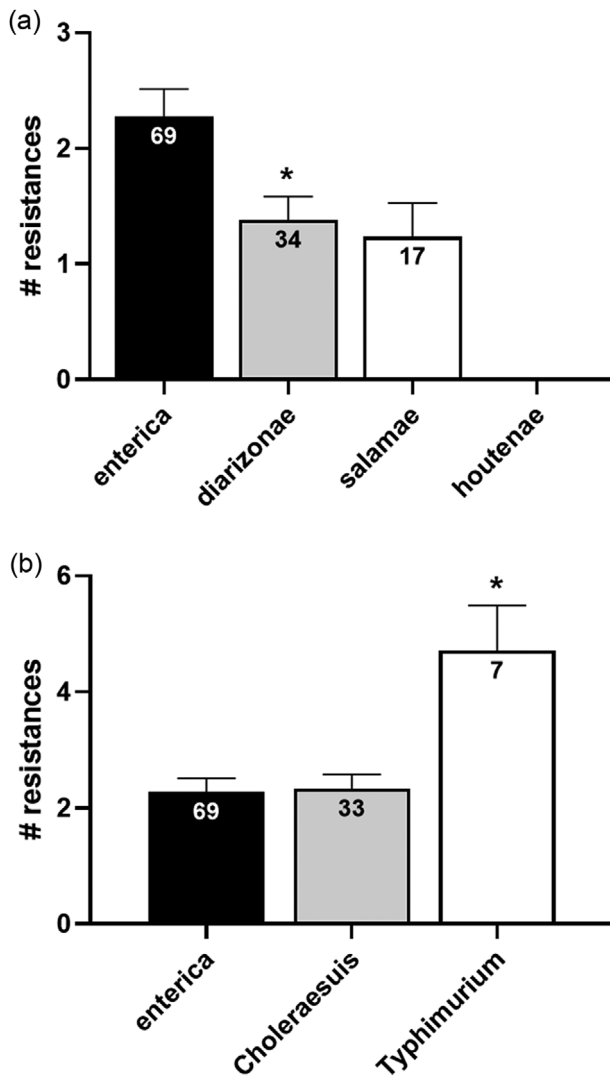 (a)
# resistances
3
2
1
0
69
*
34
17
enterica
diarizonae
salamae
houtenae
(b)
# resistances
6
4
2
0
69
33
*
7
enterica
Choleraesuis
Typhimurium